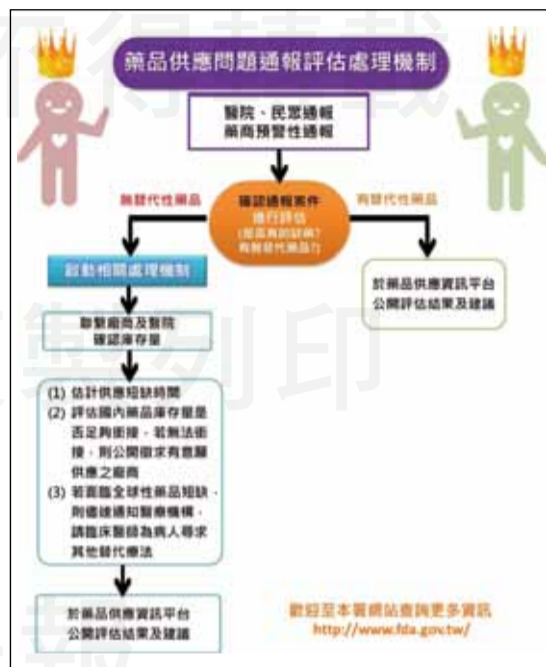 藥品供應問題通報評估處理機制
醫院、民眾通報
藥商預警性通報
無替代性藥品
確認通報案件
進行評估
(是否有的缺藥?
有無替代藥品?)
有替代性藥品
啟動相關處理機制
於藥品供應資訊平台
公開評估結果及建議
聯繫廠商及醫院
確認庫存量
(1) 估計供應短缺時間
(2) 評估國內藥品庫存量是
否足夠銜接，若無法銜
接，則公開徵求有意願
供應之廠商
(3) 若面臨全球性藥品短缺，
則儘速通知醫療機構，
請臨床醫師為病人尋求
其他替代療法
於藥品供應資訊平台
公開評估結果及建議
歡迎至本署網站查詢更多資訊
http://www.fda.gov.tw/